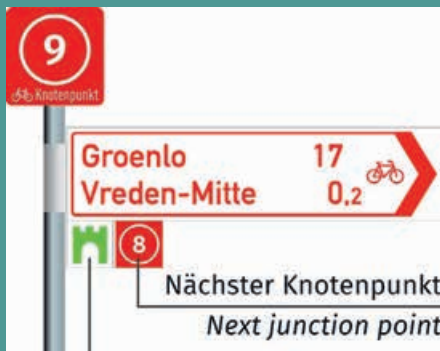 9
Knotenpunkt
Groenlo 17
Vreden-Mitte 0,2
8
Nächster Knotenpunkt
Next junction point